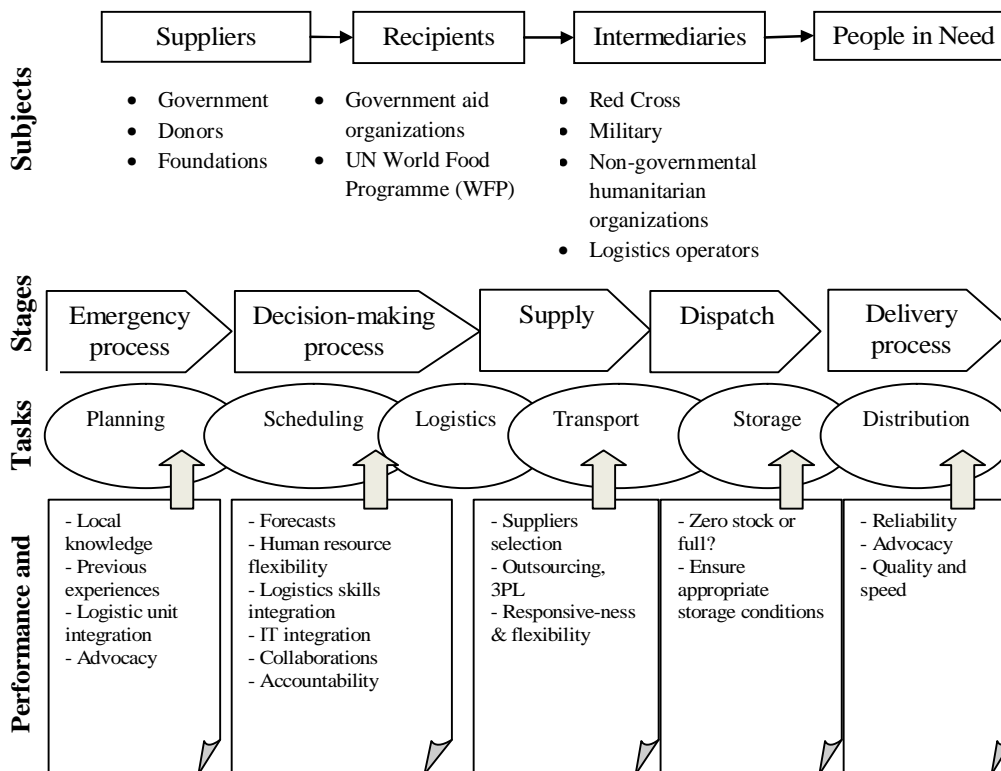 Subjects
Suppliers
Recipients
Intermediaries
People in Need
• Government
• Donors
• Foundations
• Government aid
organizations
• UN World Food
Programme (WFP)
• Red Cross
• Military
• Non-governmental
humanitarian
organizations
• Logistics operators
Stages
Emergency
process
Decision-making
process
Supply
Dispatch
Delivery
process
Tasks
Planning
Scheduling
Logistics
Transport
Storage
Distribution
Performance and
- Local
knowledge
- Previous
experiences
- Logistic unit
integration
- Advocacy
- Forecasts
- Human resource
flexibility
- Logistics skills
integration
- IT integration
- Collaborations
- Accountability
- Suppliers
selection
- Outsourcing,
3PL
- Responsive-ness
& flexibility
- Zero stock or
full?
- Ensure
appropriate
storage conditions
- Reliability
- Advocacy
- Quality and
speed